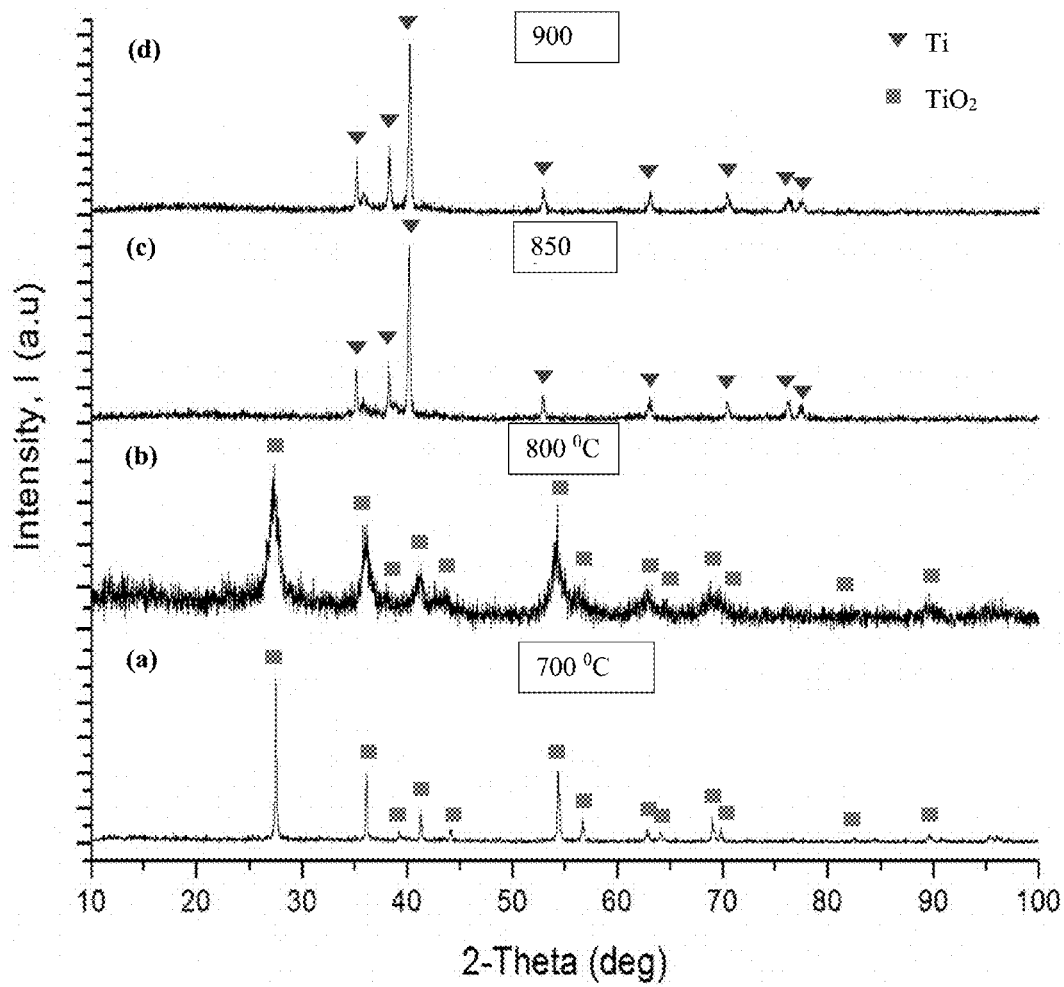 (d)
900
Ti
TiO₂
(c)
850
(b)
800 ⁰C
(a)
700 ⁰C
Intensity, I (a.u)
10 20 30 40 50 60 70 80 90 100
2-Theta (deg)